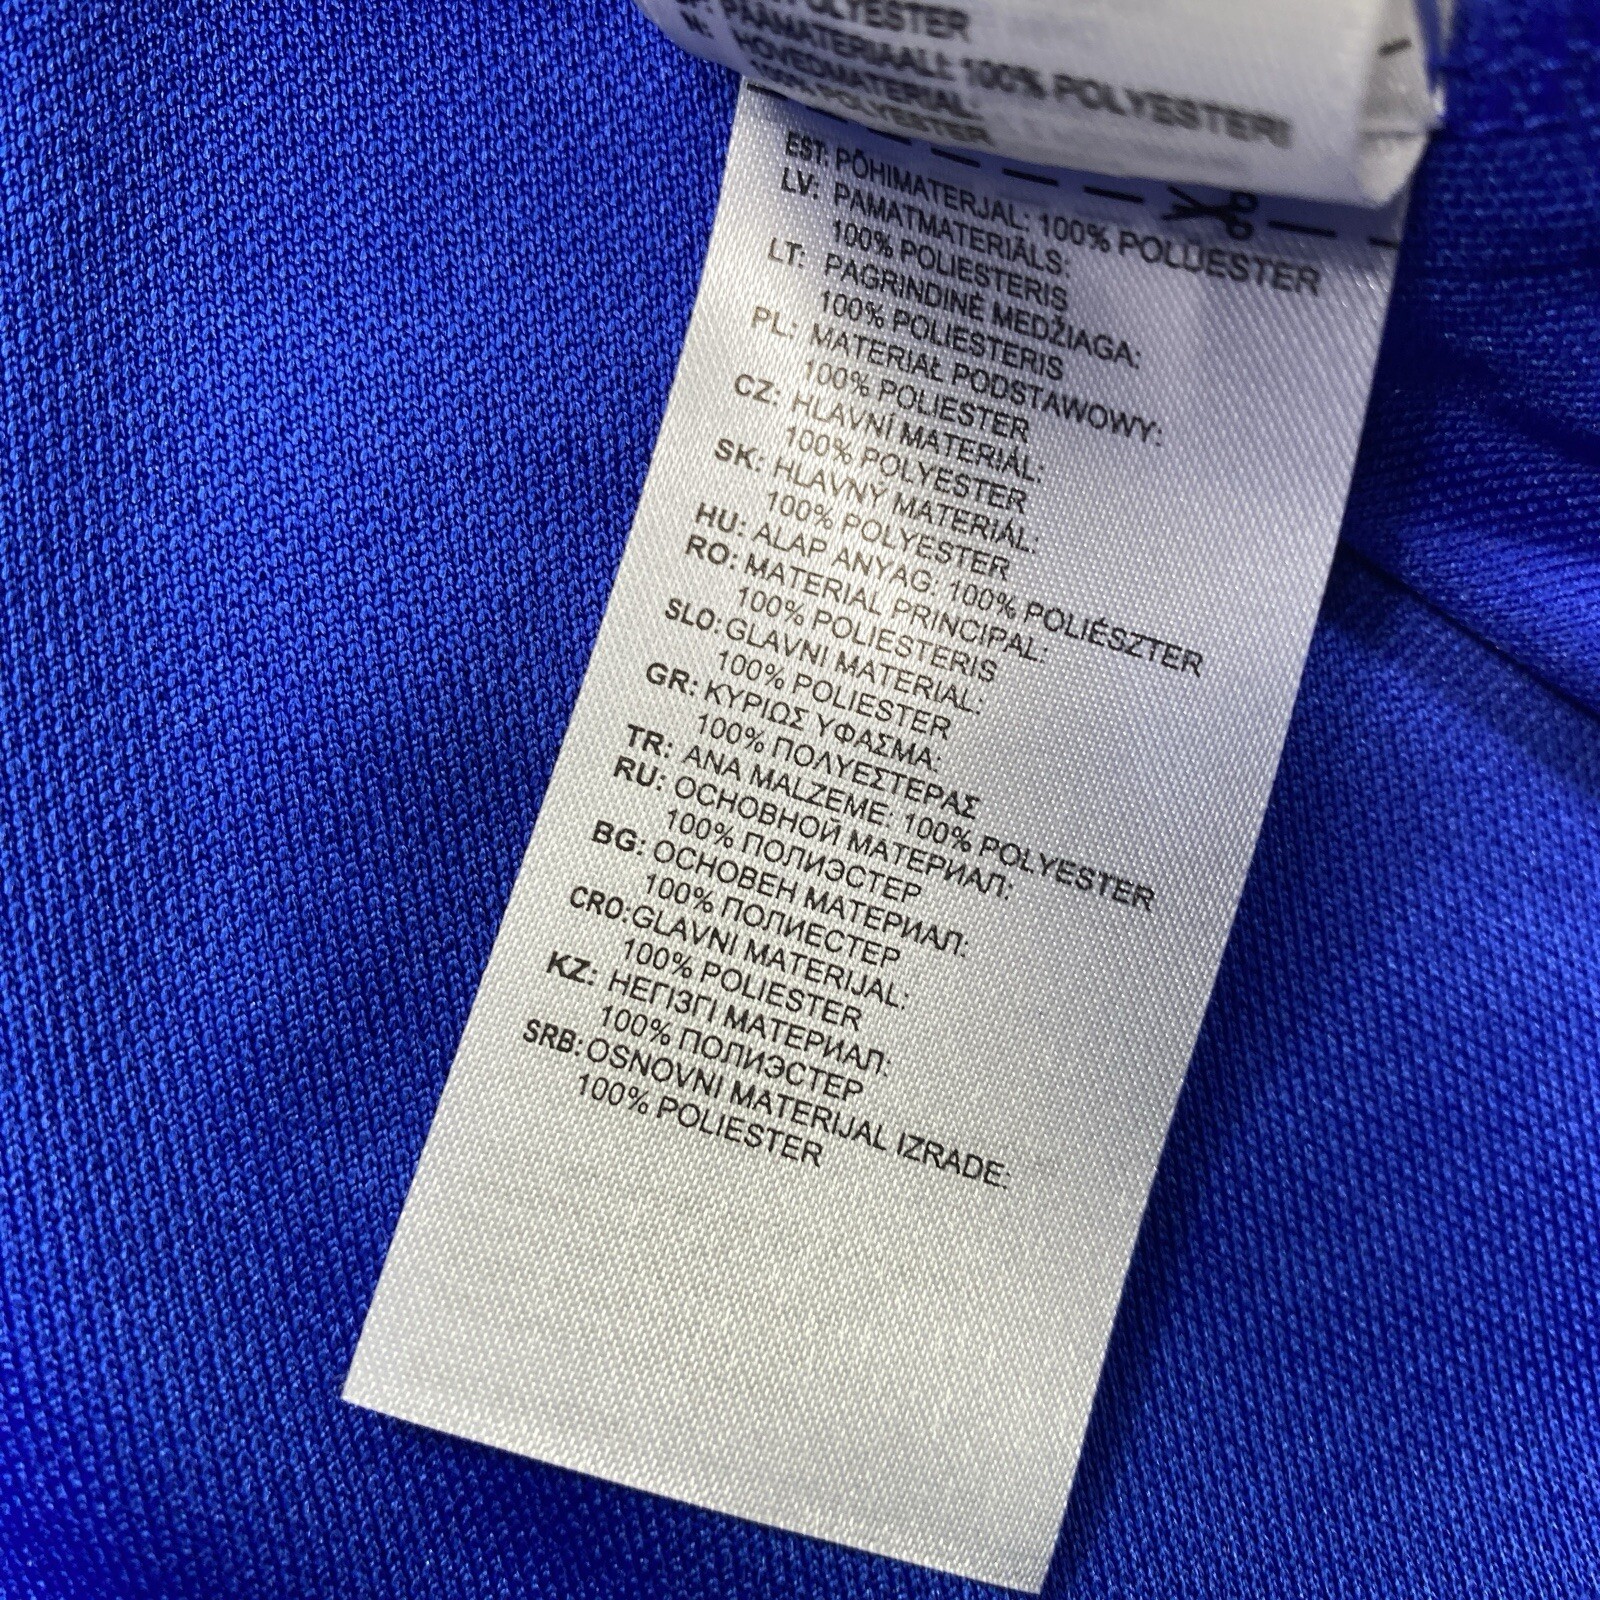 POLYESTER
PÄÄMATERIAALI: 100% POLYESTERI
N: HOVEDMATERIAL:
100% POLYESTER
EST: PÕHIMATERJAL: 100% POLÜESTER
LV: PAMATMATERIĀLS:
100% POLIESTERIS
LT: PAGRINDINĖ MEDŽIAGA:
100% POLIESTERIS
PL: MATERIAŁ PODSTAWOWY:
100% POLIESTER
CZ: HLAVNÍ MATERIÁL:
100% POLYESTER
SK: HLAVNÝ MATERIÁL:
100% POLYESTER
HU: ALAP ANYAG: 100% POLIÉSZTER
RO: MATERIAL PRINCIPAL:
100% POLIESTERIS
SLO: GLAVNI MATERIAL:
100% POLIESTER
GR: ΚΥΡΙΩΣ ΥΦΑΣΜΑ:
100% ΠΟΛΥΕΣΤΕΡΑΣ
TR: ANA MALZEME: 100% POLYESTER
RU: ОСНОВНОЙ МАТЕРИАЛ:
100% ПОЛИЭСТЕР
BG: ОСНОВЕН МАТЕРИАЛ:
100% ПОЛИЕСТЕР
CRO: GLAVNI MATERIJAL:
100% POLIESTER
KZ: НЕГІЗГІ МАТЕРИАЛ:
100% ПОЛИЭСТЕР
SRB: OSNOVNI MATERIJAL IZRADE:
100% POLIESTER